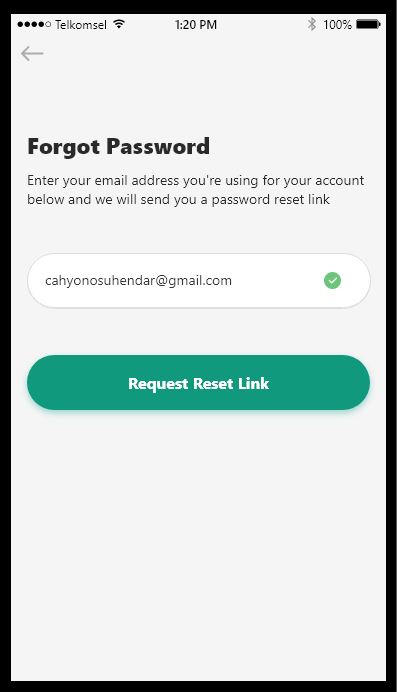 Telkomsel 1:20 PM 100%
Forgot Password
Enter your email address you're using for your account
below and we will send you a password reset link
cahyonosuhendar@gmail.com
Request Reset Link